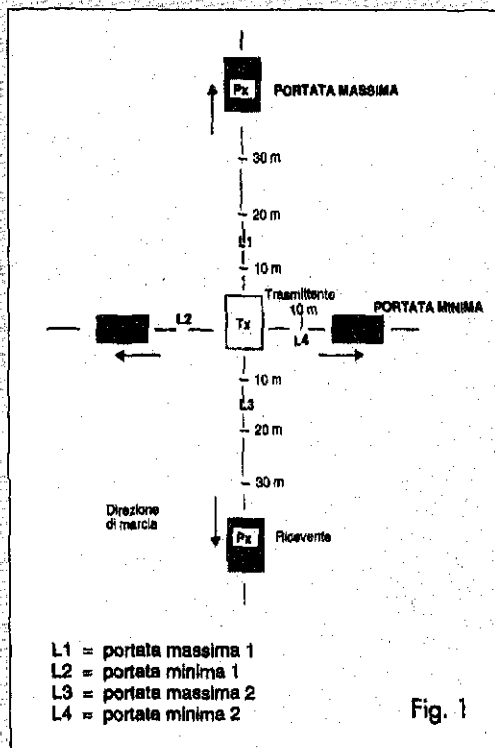 Px PORTATA MASSIMA
30 m
20 m
L1
10 m
Trasmittente
10 m
PORTATA MINIMA
L2
Tx
L4
10 m
L3
20 m
30 m
Direzione
di marcia
Px Ricevente
L1 = portata massima 1
L2 = portata minima 1
L3 = portata massima 2
L4 = portata minima 2
Fig. 1